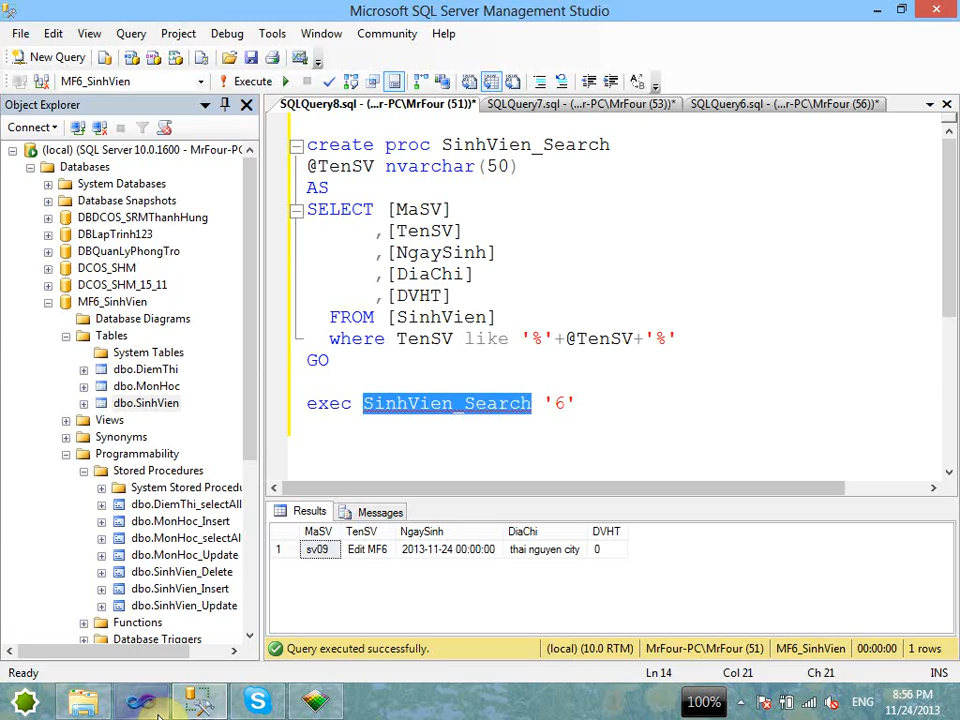 Microsoft SQL Server Management Studio
File Edit View Query Project Debug Tools Window Community Help
New Query
MF6_SinhVien Execute
Object Explorer
SQLQuery8.sql - (...r-PC\MrFour (51))* SQLQuery7.sql - (...r-PC\MrFour (53))* SQLQuery6.sql - (...r-PC\MrFour (56))*
Connect
(local) (SQL Server 10.0.1600 - MrFour-PC
Databases
System Databases
Database Snapshots
DBDCOS_SRMThanhHung
DBLapTrinh123
DBQuanLyPhongTro
DCOS_SHM
DCOS_SHM_15_11
MF6_SinhVien
Database Diagrams
Tables
System Tables
dbo.DiemThi
dbo.MonHoc
dbo.SinhVien
Views
Synonyms
Programmability
Stored Procedures
System Stored Procedu
dbo.DiemThi_selectAll
dbo.MonHoc_Insert
dbo.MonHoc_selectAl
dbo.MonHoc_Update
dbo.SinhVien_Delete
dbo.SinhVien_Insert
dbo.SinhVien_Update
Functions
Database Triggers
create proc SinhVien_Search
@TenSV nvarchar(50)
AS
SELECT [MaSV]
,[TenSV]
,[NgaySinh]
,[DiaChi]
,[DVHT]
FROM [SinhVien]
where TenSV like '%'+@TenSV+'%'
GO
exec SinhVien_Search '6'
Results Messages
MaSV TenSV NgaySinh DiaChi DVHT
1 sv09 Edit MF6 2013-11-24 00:00:00 thai nguyen city 0
Query executed successfully. (local) (10.0 RTM) MrFour-PC\MrFour (51) MF6_SinhVien 00:00:00 1 rows
Ready Ln 14 Col 21 Ch 21 INS
100% ENG 8:56 PM
11/24/2013